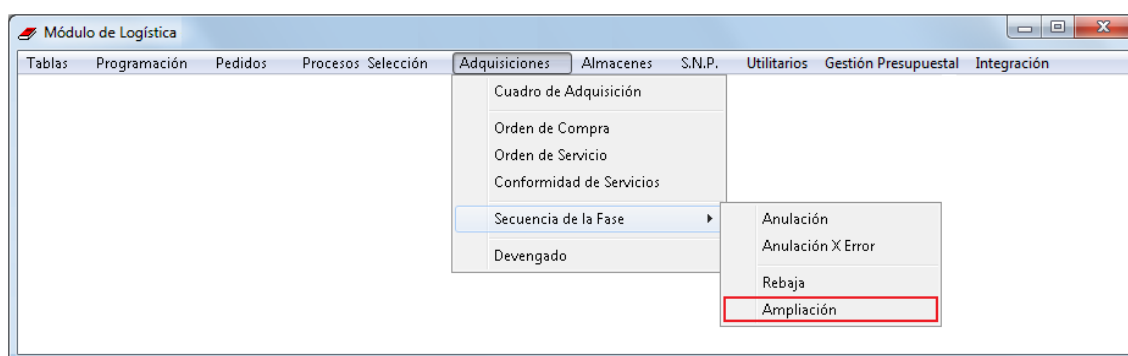 Módulo de Logística
Tablas Programación Pedidos Procesos Selección Adquisiciones Almacenes S.N.P. Utilitarios Gestión Presupuestal Integración
Cuadro de Adquisición
Orden de Compra
Orden de Servicio
Conformidad de Servicios
Secuencia de la Fase
Devengado
Anulación
Anulación X Error
Rebaja
Ampliación